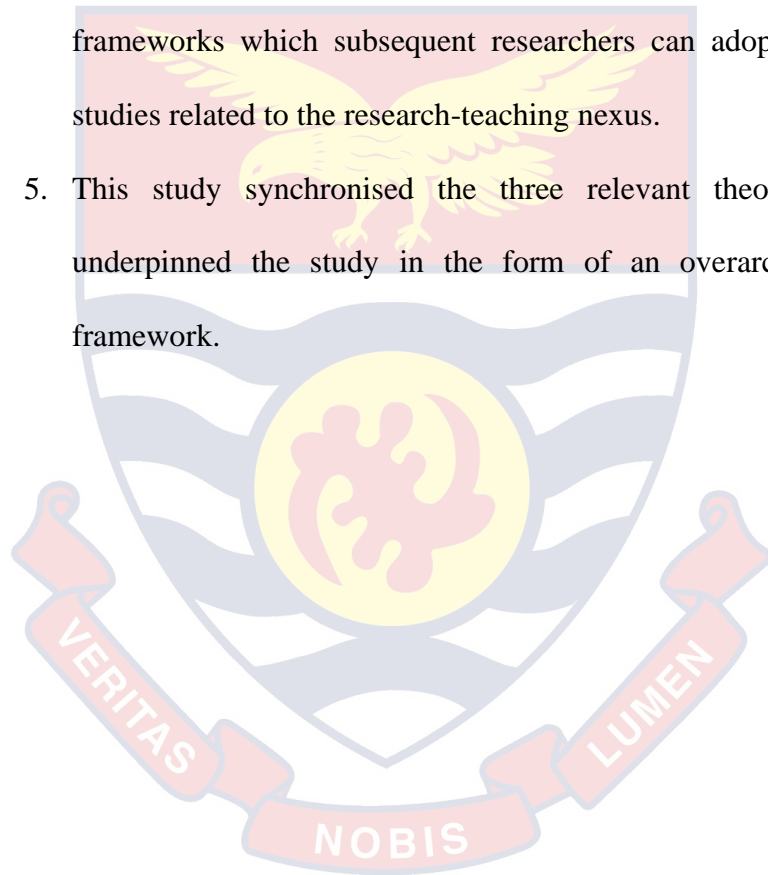 frameworks which subsequent researchers can adop
studies related to the research-teaching nexus.
5. This study synchronised the three relevant theo
underpinned the study in the form of an overarc
framework.
VERITAS
NOBIS
LUMEN